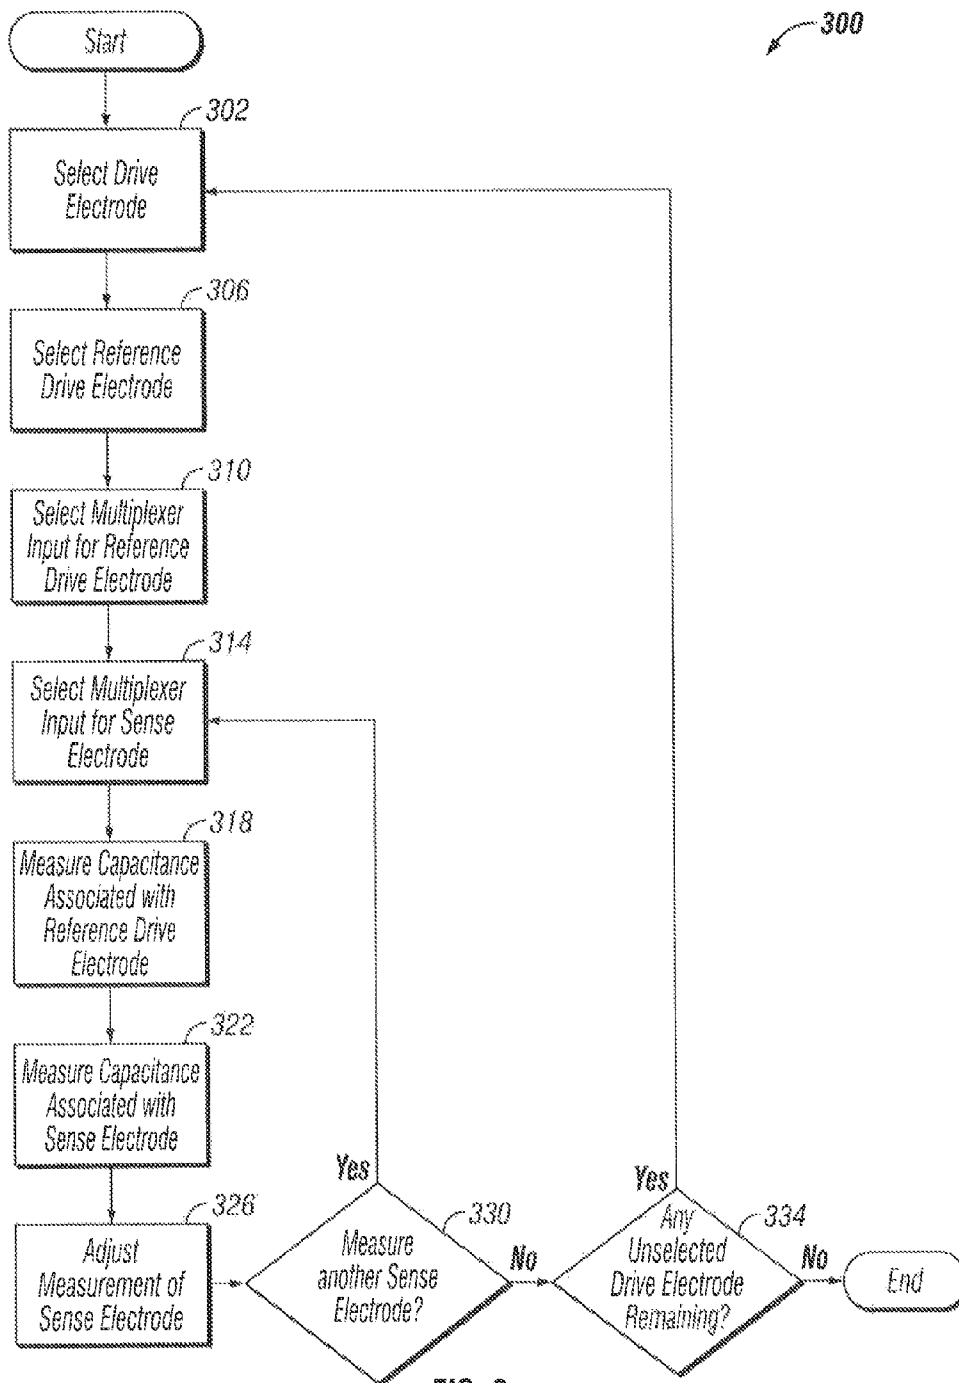 Start
300
302
Select Drive
Electrode
306
Select Reference
Drive Electrode
310
Select Multiplexer
Input for Reference
Drive Electrode
314
Select Multiplexer
Input for Sense
Electrode
318
Measure Capacitance
Associated with
Reference Drive
Electrode
322
Measure Capacitance
Associated with
Sense Electrode
326
Adjust
Measurement of
Sense Electrode
Yes
330
Measure
another Sense
Electrode?
No
Yes
334
Any
Unselected
Drive Electrode
Remaining?
No
End